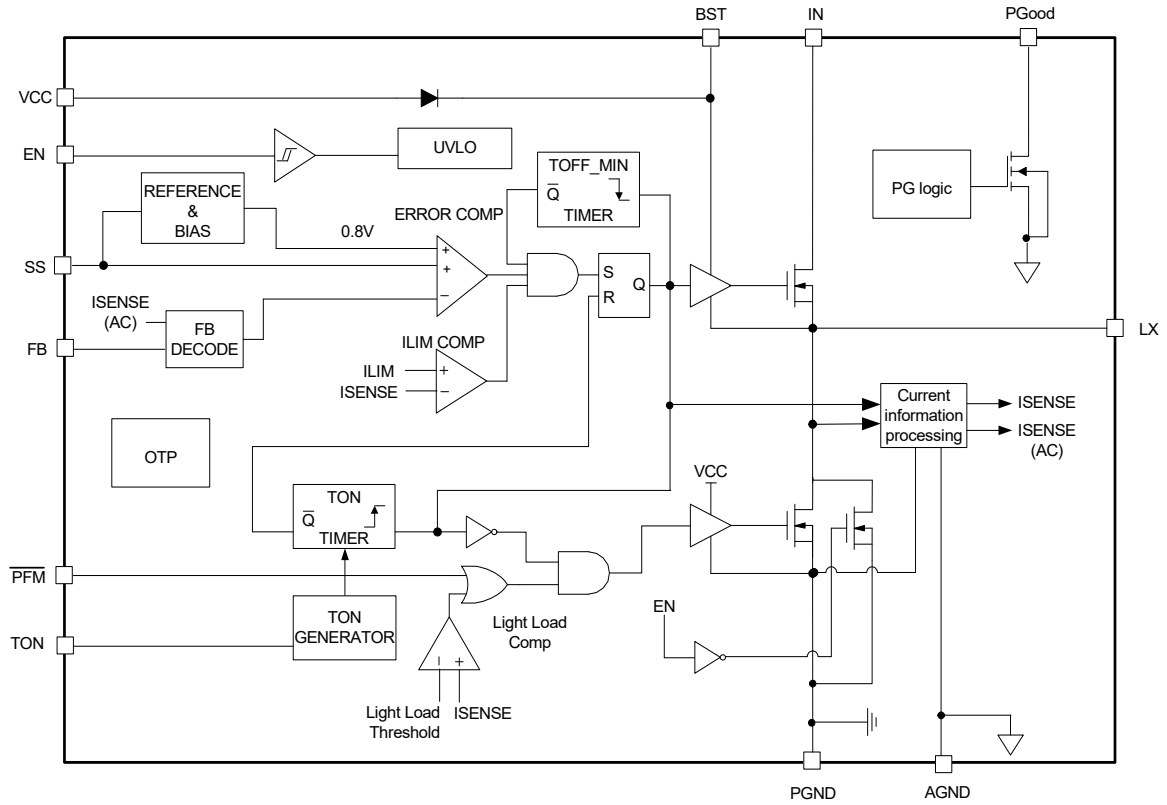 BST
IN
PGood
VCC
EN
UVLO
TOFF_MIN
Q̅
TIMER
PG logic
REFERENCE
&
BIAS
ERROR COMP
0.8V
+
+
−
SS
S
R
Q
ISENSE
(AC)
FB
DECODE
FB
LX
ILIM COMP
ILIM
ISENSE
+
−
Current
information
processing
ISENSE
ISENSE
(AC)
OTP
VCC
TON
Q̅
TIMER
P̅F̅M̅
TON
GENERATOR
TON
Light Load
Comp
EN
−
+
Light Load
Threshold
ISENSE
PGND
AGND